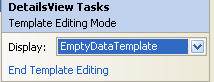 DetailsView Tasks
Template Editing Mode
Display: EmptyDataTemplate
End Template Editing